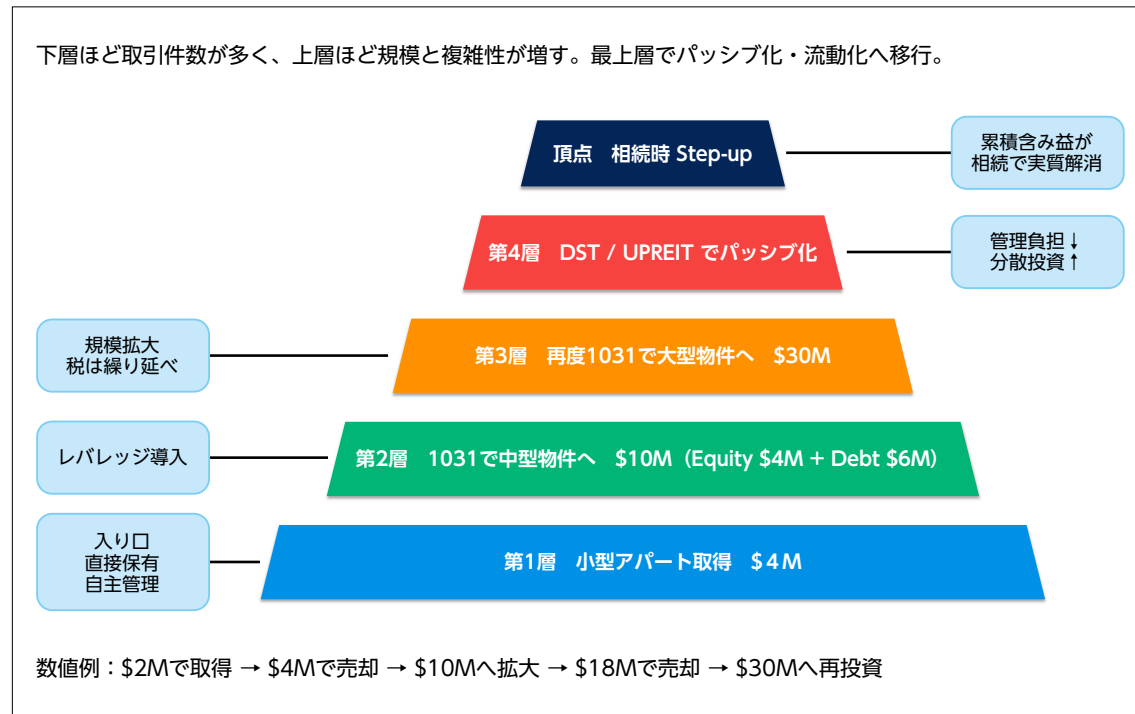 下層ほど取引件数が多く、上層ほど規模と複雑性が増す。最上層でパッシブ化・流動化へ移行。
頂点　相続時 Step-up
累積含み益が
相続で実質解消
第4層　DST / UPREIT でパッシブ化
管理負担↓
分散投資↑
規模拡大
税は繰り延べ
第3層　再度1031で大型物件へ　$30M
レバレッジ導入
第2層　1031で中型物件へ　$10M（Equity $4M + Debt $6M）
入り口
直接保有
自主管理
第1層　小型アパート取得　＄４M
数値例：$2Mで取得 → $4Mで売却 → $10Mへ拡大 → $18Mで売却 → $30Mへ再投資